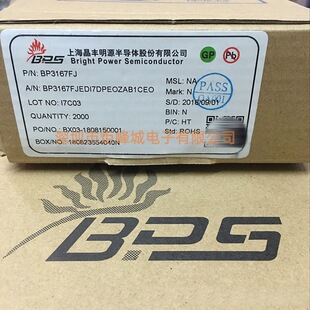 BPS
上海晶丰明源半导体股份有限公司
Bright Power Semiconductor
GP
Pb
P/N: BP3167FJ
MSL: NA
A/N: BP3167FJEDI7DPEOZAB1CEO
Mark: N
PASS
QA01
LOT NO: I7C03
S/D: 2018/09/01
QUANTITY: 2000
BIN: N
PO/NO.: BX03-1808150001
P/C: HT
BOX/NO.: 180823554040N
Std: ROHS
BPS